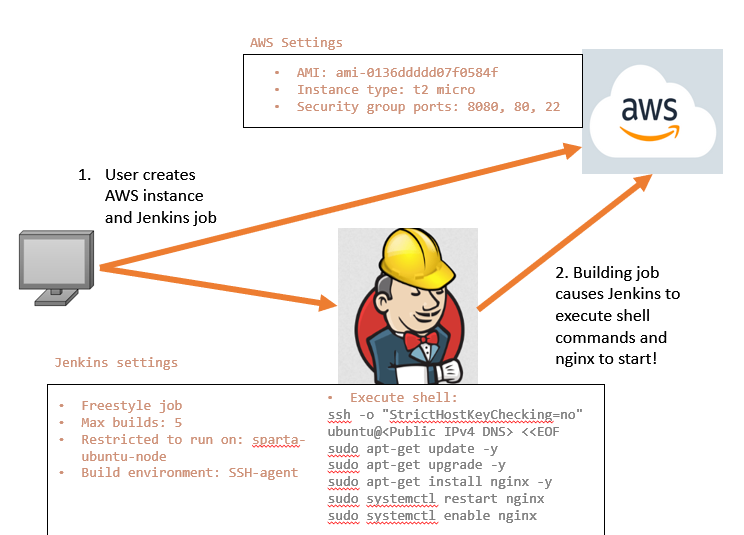 AWS Settings
• AMI: ami-0136ddddd07f0584f
• Instance type: t2 micro
• Security group ports: 8080, 80, 22
aws
1. User creates
AWS instance
and Jenkins job
2. Building job
causes Jenkins to
execute shell
commands and
nginx to start!
Jenkins settings
• Freestyle job
• Max builds: 5
• Restricted to run on: sparta-
ubuntu-node
• Build environment: SSH-agent
• Execute shell:
ssh -o "StrictHostKeyChecking=no"
ubuntu@<Public IPv4 DNS> <<EOF
sudo apt-get update -y
sudo apt-get upgrade -y
sudo apt-get install nginx -y
sudo systemctl restart nginx
sudo systemctl enable nginx